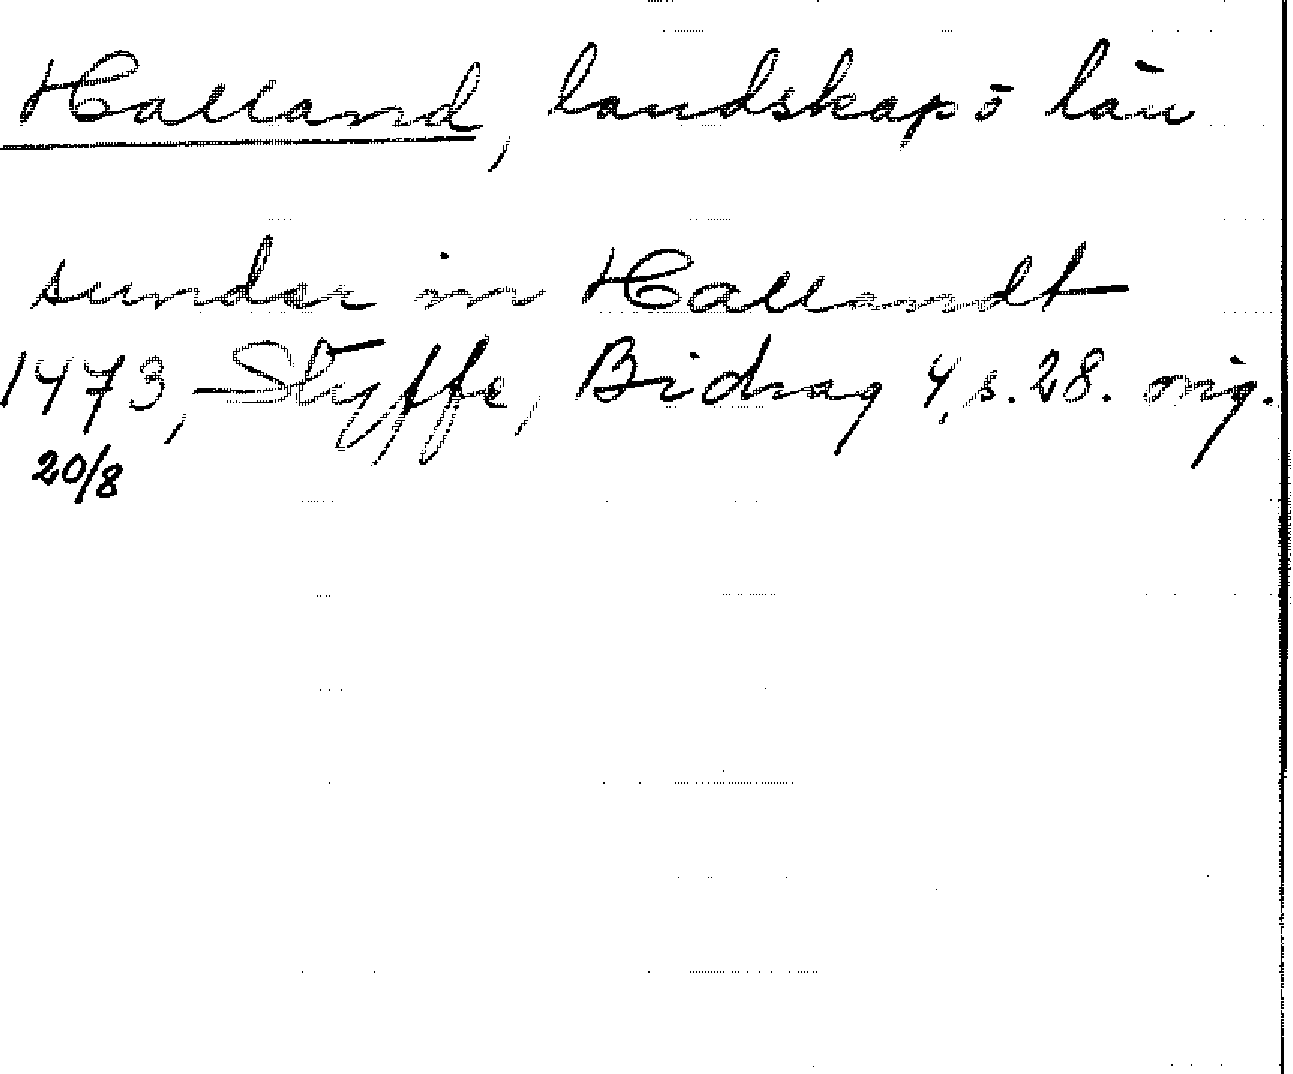 Halland, landskap o län
sunder in Hallandt
1473, Styffe, Bidrag 4, s. 28. orig.
20/8